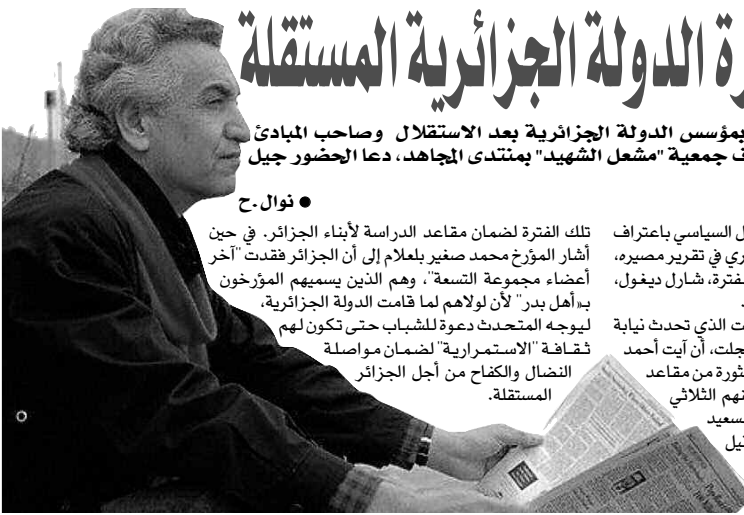 رة الدولة الجزائرية المستقلة
بمؤسس الدولة الجزائرية بعد الاستقلال وصاحب المبادئ
ف جمعية "مشعل الشهيد" بمنتدى المجاهد، دعا الحضور جيل
● نوال.ح
ل السياسي باعتراف
ري في تقرير مصيره،
لفترة، شارل ديغول،
.
ت الذي تحدث نيابة
جلت، أن آيت أحمد
ثورة من مقاعد
نهم الثلاثي
سعيد
تلك الفترة لضمان مقاعد الدراسة لأبناء الجزائر. في حين
أشار المؤرخ محمد صغير بلعلام إلى أن الجزائر فقدت "آخر
أعضاء مجموعة التسعة"، وهم الذين يسميهم المؤرخون
بـ«أهل بدر" لأن لولاهم لما قامت الدولة الجزائرية،
ليوجه المتحدث دعوة للشباب حتى تكون لهم
ثقافة "الاستمرارية" لضمان مواصلة
النضال والكفاح من أجل الجزائر
المستقلة.